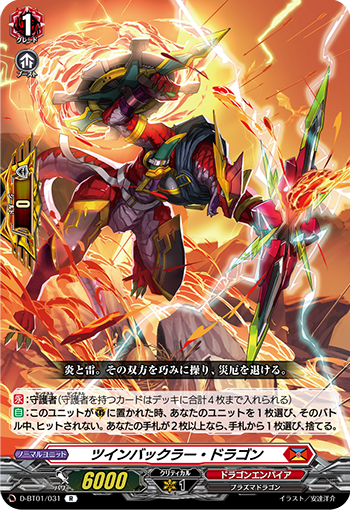 1
グレード
ブースト
シールド
0
炎と雷。その双方を巧みに操り、災厄を退ける。
永:守護者(守護者を持つカードはデッキに合計4枚まで入れられる)
自:このユニットが(G)に置かれた時、あなたのユニットを1枚選び、そのバト
ル中、ヒットされない。あなたの手札が2枚以上なら、手札から1枚選び、捨てる。
ノーマルユニット
ツインバックラー・ドラゴン
パワー 6000
クリティカル 1
ドラゴンエンパイア
プラズマドラゴン
D-BT01/031 R
イラスト/安達洋介